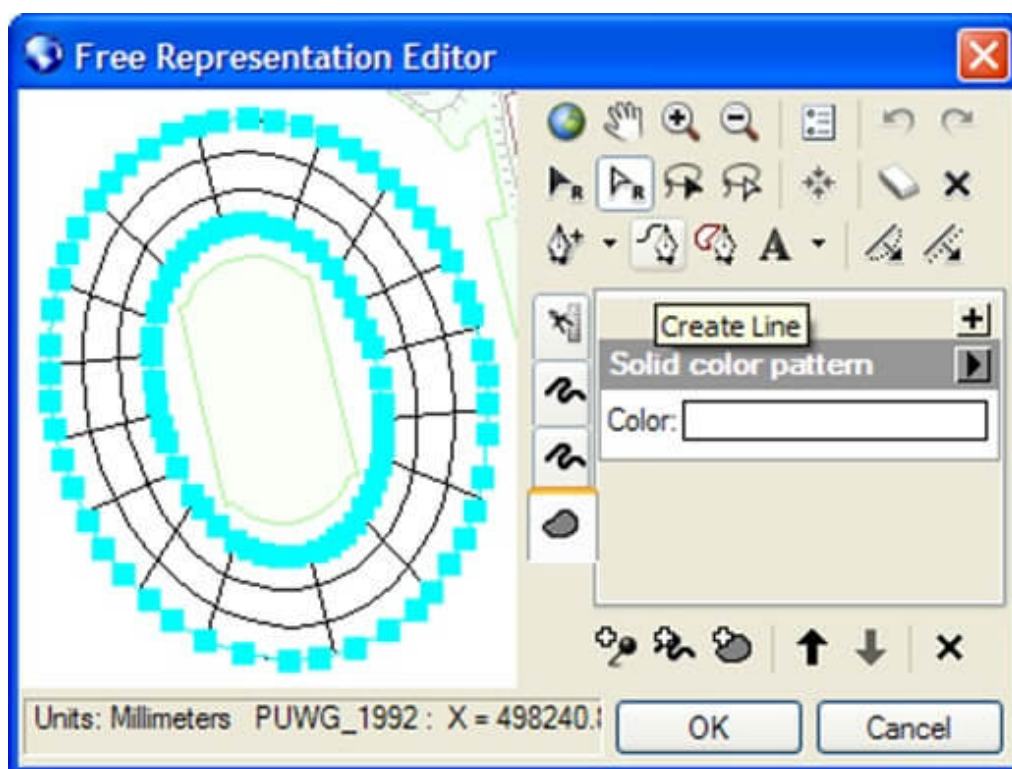 Free Representation Editor
R R
A
Create Line
Solid color pattern
Color:
Units: Millimeters PUWG_1992 : X = 498240.
OK
Cancel